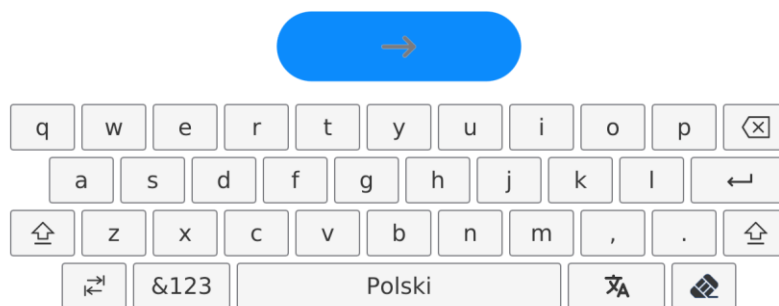 q w e r t y u i o p
a s d f g h j k l
z x c v b n m , .
&123 Polski